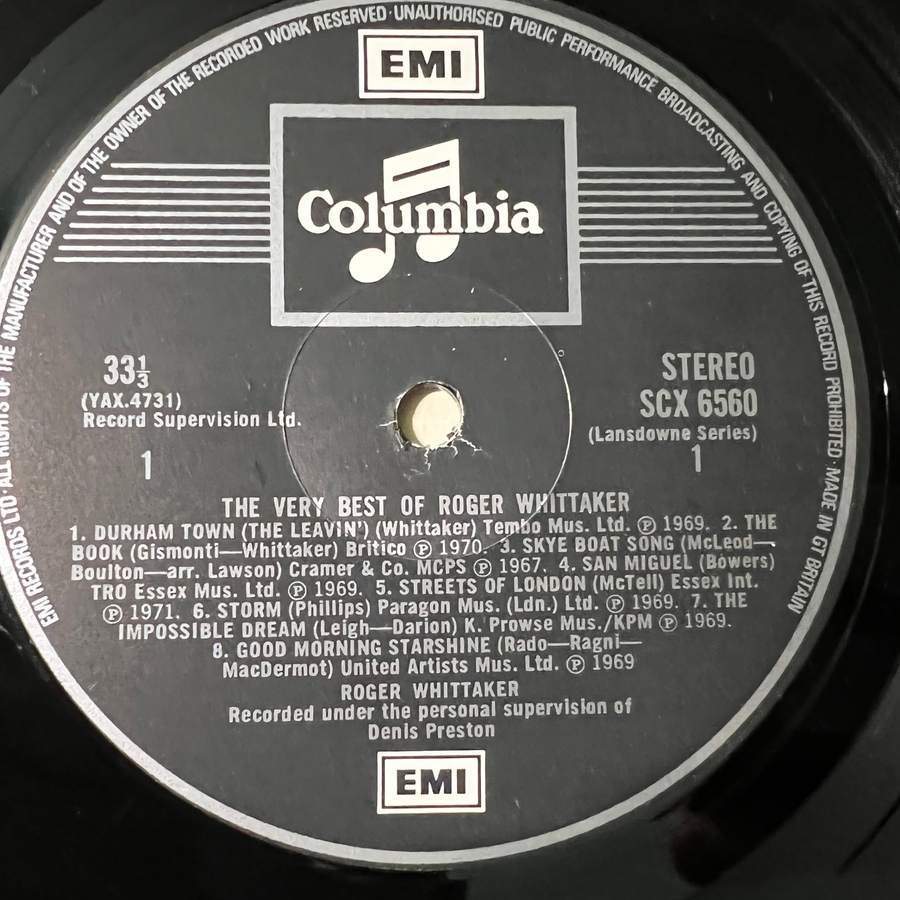 EMI RECORDS LTD · ALL RIGHTS OF THE MANUFACTURER AND OF THE OWNER OF THE RECORDED WORK RESERVED · UNAUTHORISED PUBLIC PERFORMANCE BROADCASTING AND COPYING OF THIS RECORD PROHIBITED · MADE IN GT BRITAIN
EMI
Columbia
33⅓
(YAX.4731)
Record Supervision Ltd.
1
STEREO
SCX 6560
(Lansdowne Series)
1
THE VERY BEST OF ROGER WHITTAKER
1. DURHAM TOWN (THE LEAVIN') (Whittaker) Tembo Mus. Ltd. ℗ 1969. 2. THE
BOOK (Gismonti—Whittaker) Britico ℗ 1970. 3. SKYE BOAT SONG (McLeod—
Boulton—arr. Lawson) Cramer & Co. MCPS ℗ 1967. 4. SAN MIGUEL (Bowers)
TRO Essex Mus. Ltd. ℗ 1969. 5. STREETS OF LONDON (McTell) Essex Int.
℗ 1971. 6. STORM (Phillips) Paragon Mus. (Ldn.) Ltd. ℗ 1969. 7. THE
IMPOSSIBLE DREAM (Leigh—Darion) K. Prowse Mus./KPM ℗ 1969.
8. GOOD MORNING STARSHINE (Rado—Ragni—
MacDermot) United Artists Mus. Ltd. ℗ 1969
ROGER WHITTAKER
Recorded under the personal supervision of
Denis Preston
EMI